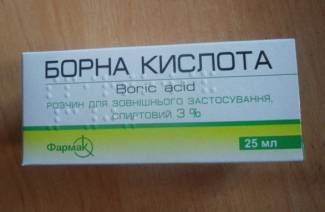 БОРНА КИСЛОТА
Boric acid
РОЗЧИН ДЛЯ ЗОВНІШНЬОГО ЗАСТОСУВАННЯ,
СПИРТОВИЙ 3 %
Фармак
25 мл